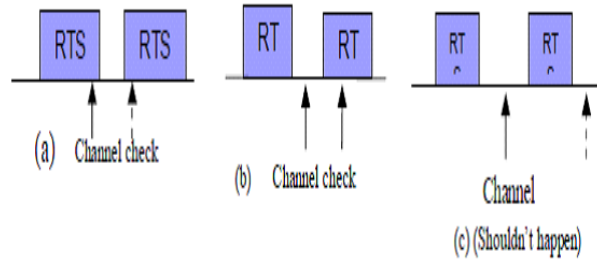 RTS RTS
(a) Channel check
RT RT
(b) Channel check
RT RT
Channel
(c) (Shouldn't happen)